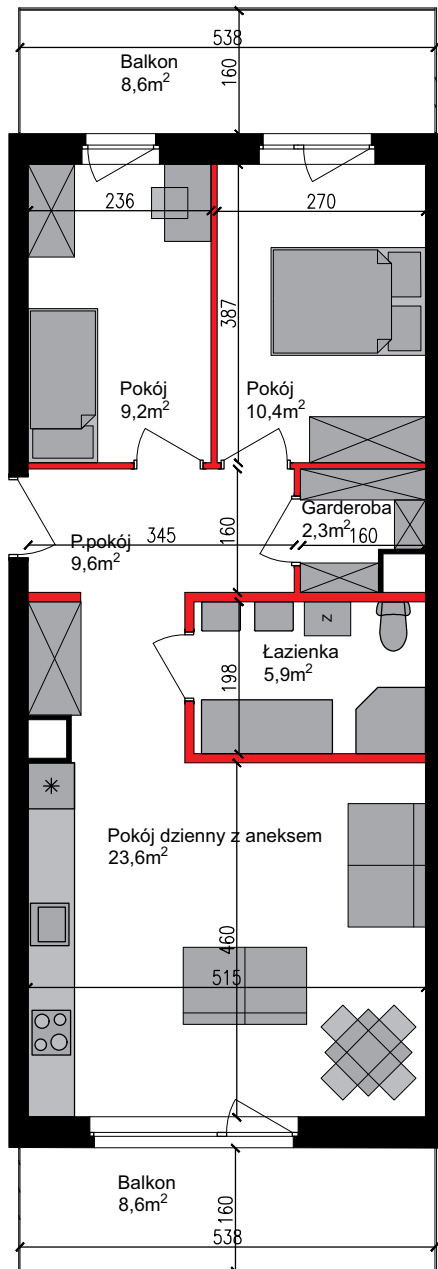 538
Balkon
8,6m²
160
236
270
387
Pokój
9,2m²
Pokój
10,4m²
Garderoba
2,3m²
160
345
160
P.pokój
9,6m²
z
Łazienka
5,9m²
198
Pokój dzienny z aneksem
23,6m²
460
515
Balkon
8,6m²
160
538